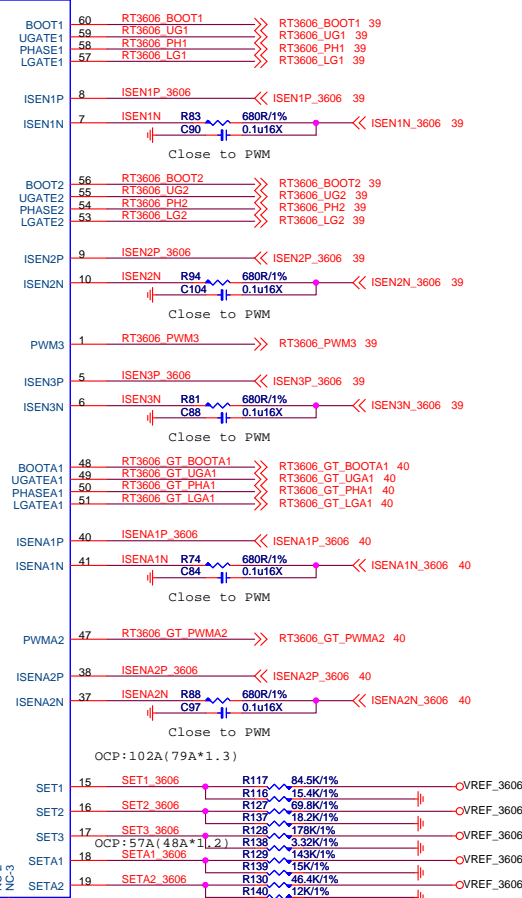 BOOT1 60 RT3606_BOOT1 RT3606_BOOT1 39
UGATE1 59 RT3606_UG1 RT3606_UG1 39
PHASE1 58 RT3606_PH1 RT3606_PH1 39
LGATE1 57 RT3606_LG1 RT3606_LG1 39
ISEN1P 8 ISEN1P_3606 ISEN1P_3606 39
ISEN1N 7 ISEN1N R83 680R/1% ISEN1N_3606 39
C90 0.1u16X
Close to PWM
BOOT2 56 RT3606_BOOT2 RT3606_BOOT2 39
UGATE2 55 RT3606_UG2 RT3606_UG2 39
PHASE2 54 RT3606_PH2 RT3606_PH2 39
LGATE2 53 RT3606_LG2 RT3606_LG2 39
ISEN2P 9 ISEN2P_3606 ISEN2P_3606 39
ISEN2N 10 ISEN2N R94 680R/1% ISEN2N_3606 39
C104 0.1u16X
Close to PWM
PWM3 1 RT3606_PWM3 RT3606_PWM3 39
ISEN3P 5 ISEN3P_3606 ISEN3P_3606 39
ISEN3N 6 ISEN3N R81 680R/1% ISEN3N_3606 39
C88 0.1u16X
Close to PWM
BOOTA1 48 RT3606_GT_BOOTA1 RT3606_GT_BOOTA1 40
UGATEA1 49 RT3606_GT_UGA1 RT3606_GT_UGA1 40
PHASEA1 50 RT3606_GT_PHA1 RT3606_GT_PHA1 40
LGATEA1 51 RT3606_GT_LGA1 RT3606_GT_LGA1 40
ISENA1P 40 ISENA1P_3606 ISENA1P_3606 40
ISENA1N 41 ISENA1N R74 680R/1% ISENA1N_3606 40
C84 0.1u16X
Close to PWM
PWMA2 47 RT3606_GT_PWMA2 RT3606_GT_PWMA2 40
ISENA2P 38 ISENA2P_3606 ISENA2P_3606 40
ISENA2N 37 ISENA2N R88 680R/1% ISENA2N_3606 40
C97 0.1u16X
Close to PWM
OCP:102A(79A*1.3)
SET1 15 SET1_3606 R117 84.5K/1% VREF_3606
R116 15.4K/1%
SET2 16 SET2_3606 R127 69.8K/1% VREF_3606
R137 18.2K/1%
SET3 17 SET3_3606 R128 178K/1% VREF_3606
OCP:57A(48A*1.2) R138 3.32K/1%
SETA1 18 SETA1_3606 R129 143K/1% VREF_3606
R139 15K/1%
SETA2 19 SETA2_3606 R130 46.4K/1% VREF_3606
R140 12K/1%
NC-3